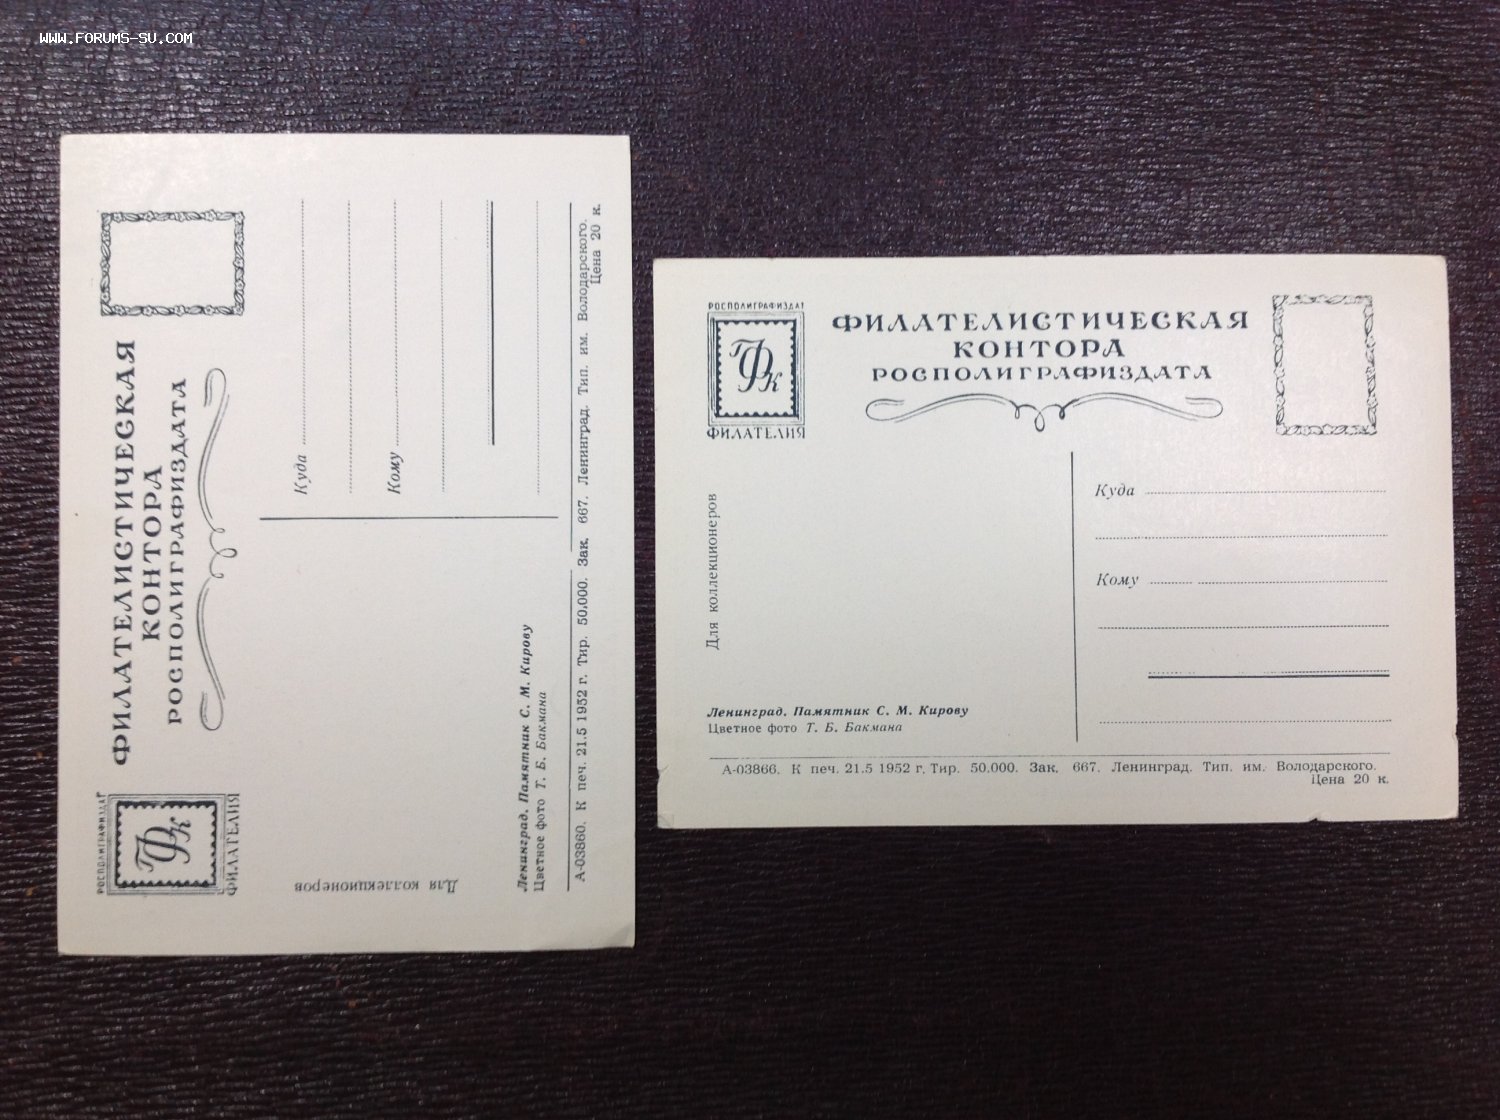 WWW.FORUMS-SU.COM
РОСПОЛИГРАФИЗДАТ
ФК
ФИЛАТЕЛИЯ
ФИЛАТЕЛИСТИЧЕСКАЯ
КОНТОРА
РОСПОЛИГРАФИЗДАТА
Для коллекционеров
Куда
Кому
Ленинград. Памятник С. М. Кирову
Цветное фото Т. Б. Бакмана
А-03860. К печ. 21.5 1952 г. Тир. 50.000. Зак. 667. Ленинград. Тип. им. Володарского.
Цена 20 к.
РОСПОЛИГРАФИЗДАТ
ФК
ФИЛАТЕЛИЯ
ФИЛАТЕЛИСТИЧЕСКАЯ
КОНТОРА
РОСПОЛИГРАФИЗДАТА
Для коллекционеров
Куда
Кому
Ленинград. Памятник С. М. Кирову
Цветное фото Т. Б. Бакмана
А-03866. К печ. 21.5 1952 г. Тир. 50.000. Зак. 667. Ленинград. Тип. им. Володарского.
Цена 20 к.